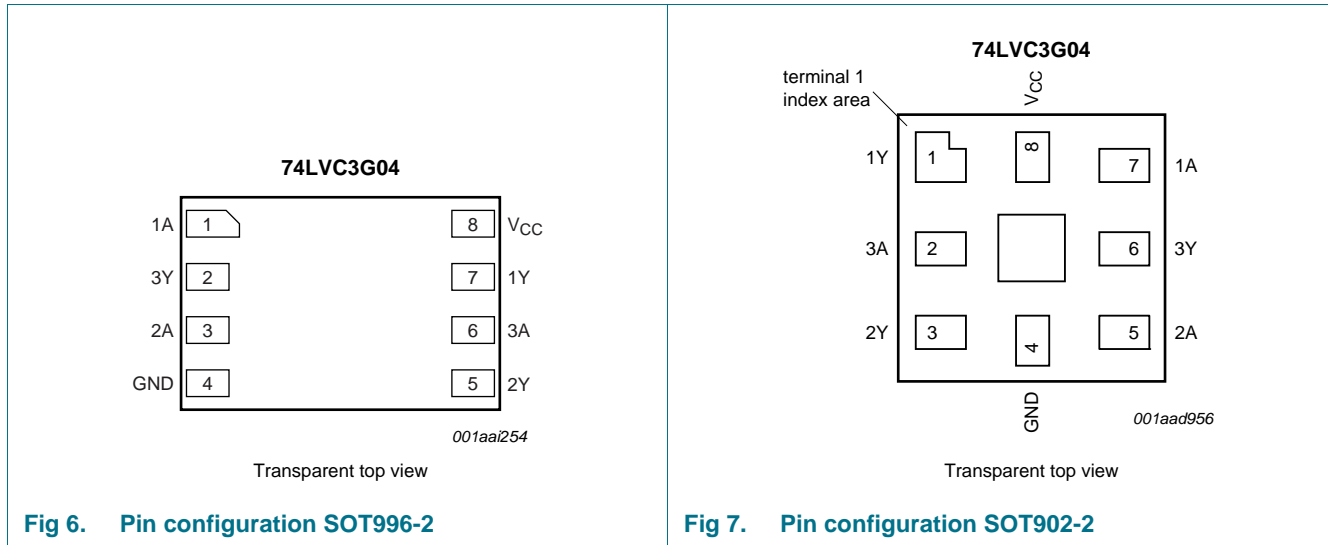 74LVC3G04
1A 1 8 VCC
3Y 2 7 1Y
2A 3 6 3A
GND 4 5 2Y
001aai254
Transparent top view
Fig 6. Pin configuration SOT996-2
74LVC3G04
terminal 1
index area
VCC
1Y 1 8 7 1A
3A 2 6 3Y
2Y 3 4 5 2A
GND
001aad956
Transparent top view
Fig 7. Pin configuration SOT902-2